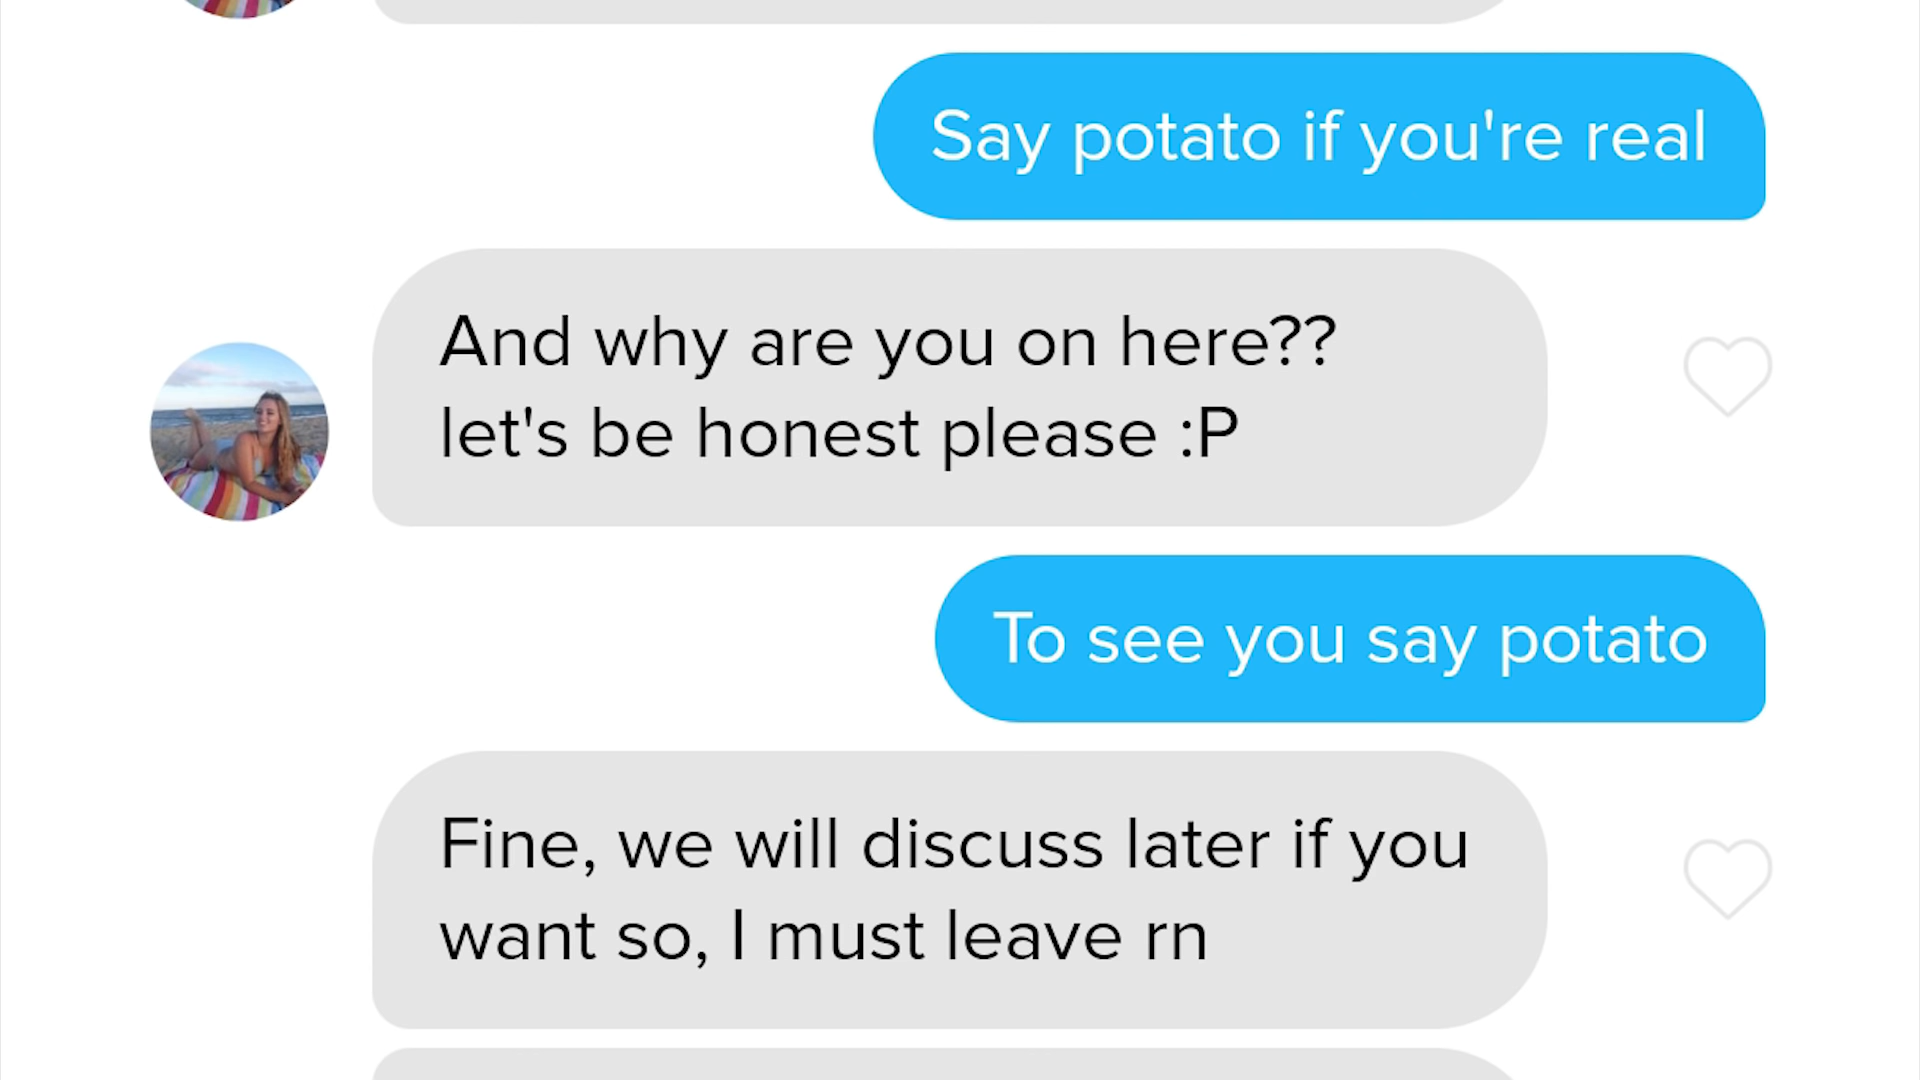 Say potato if you're real
And why are you on here??
let's be honest please :P
To see you say potato
Fine, we will discuss later if you
want so, I must leave rn